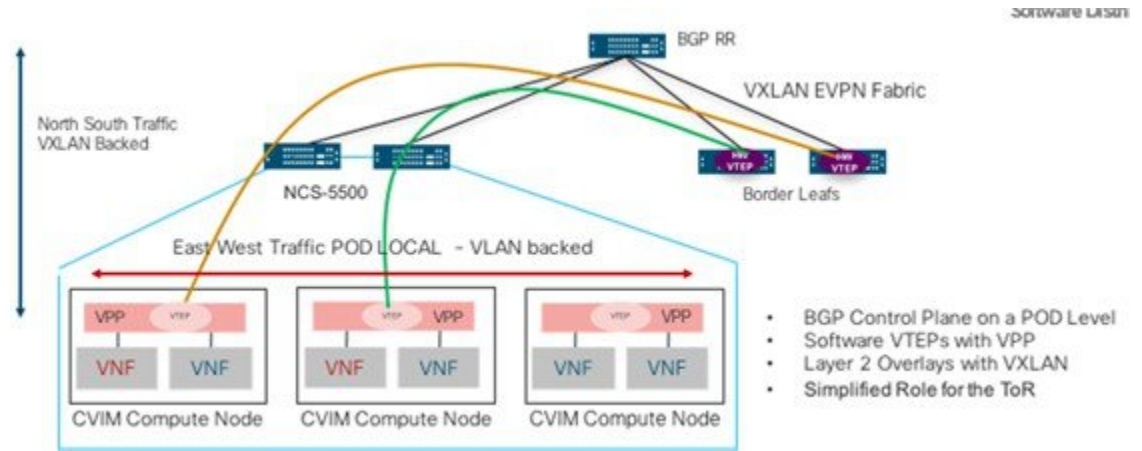 Software Distri
BGP RR
VXLAN EVPN Fabric
North South Traffic
VXLAN Backed
HW
VTEP
HW
VTEP
NCS-5500
Border Leafs
East West Traffic POD LOCAL - VLAN backed
VPP
VTEP
VTEP
VPP
VTEP
VPP
VNF
VNF
VNF
VNF
VNF
VNF
CVIM Compute Node
CVIM Compute Node
CVIM Compute Node
• BGP Control Plane on a POD Level
• Software VTEPs with VPP
• Layer 2 Overlays with VXLAN
• Simplified Role for the ToR